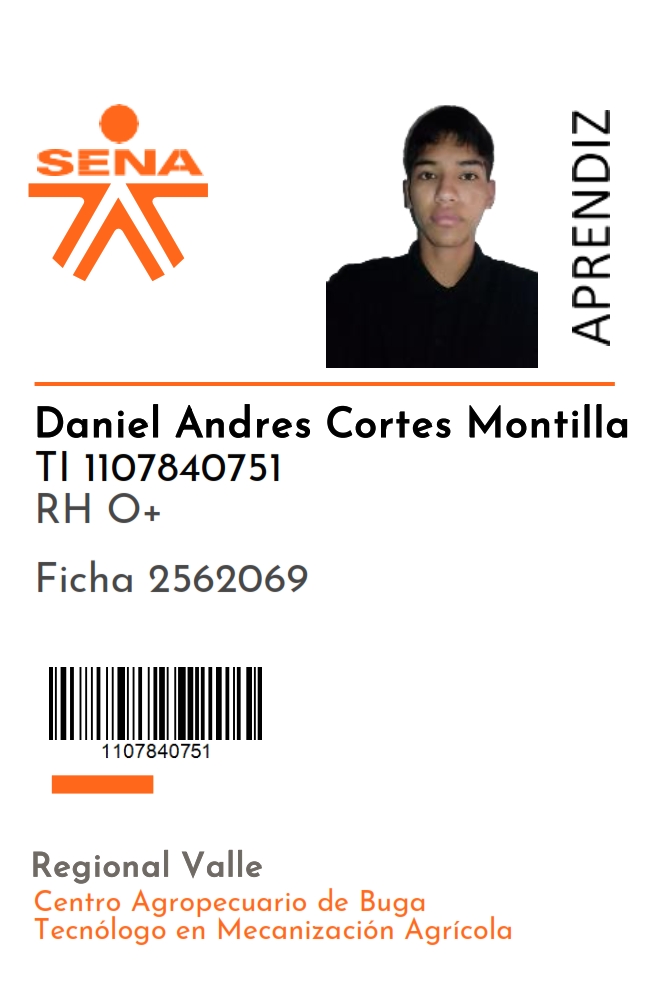 SENA
APRENDIZ
Daniel Andres Cortes Montilla
TI 1107840751
RH O+
Ficha 2562069
1107840751
Regional Valle
Centro Agropecuario de Buga
Tecnólogo en Mecanización Agrícola